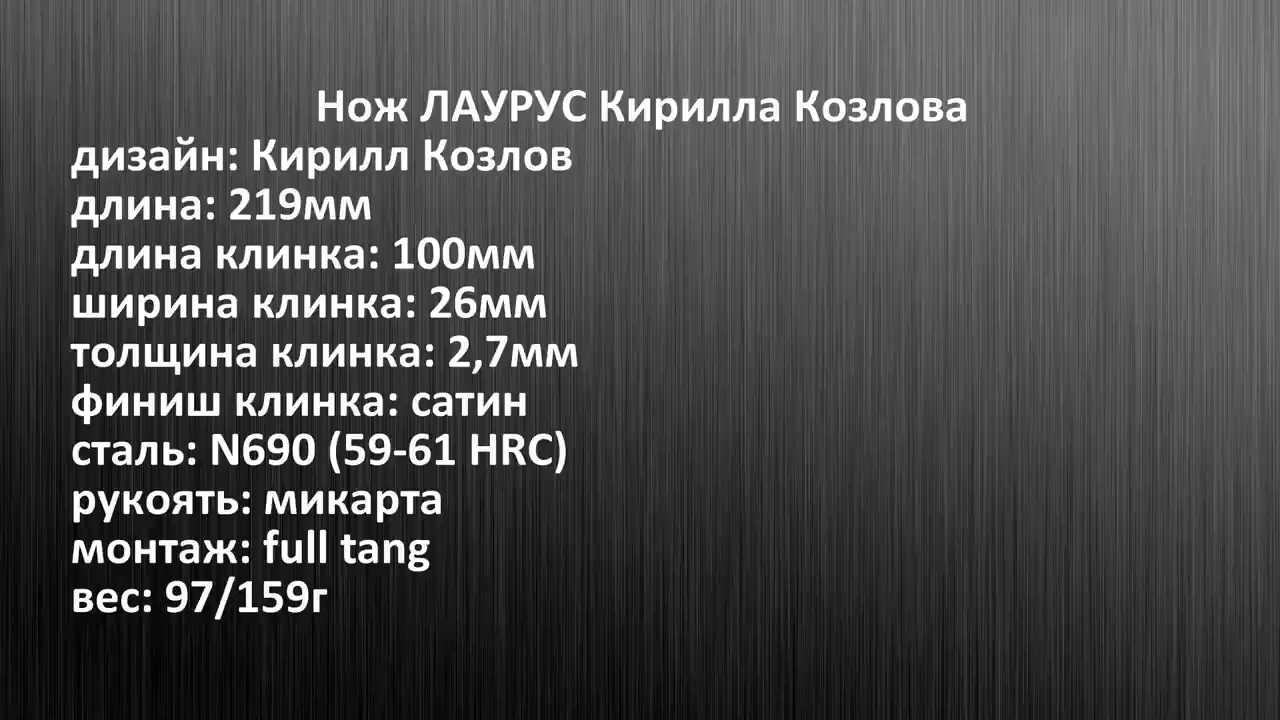 Нож ЛАУРУС Кирилла Козлова
дизайн: Кирилл Козлов
длина: 219мм
длина клинка: 100мм
ширина клинка: 26мм
толщина клинка: 2,7мм
финиш клинка: сатин
сталь: N690 (59-61 HRC)
рукоять: микарта
монтаж: full tang
вес: 97/159г